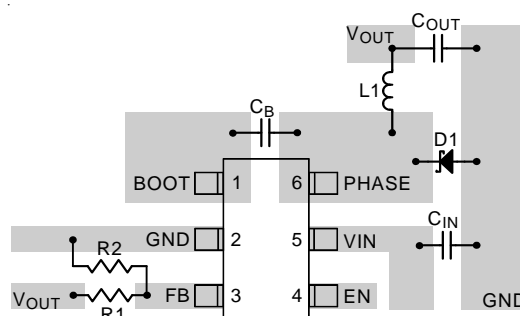 VOUT COUT
L1
CB
D1
BOOT 1 6 PHASE
CIN
GND 2 5 VIN
R2
VOUT R1 FB 3 4 EN GND